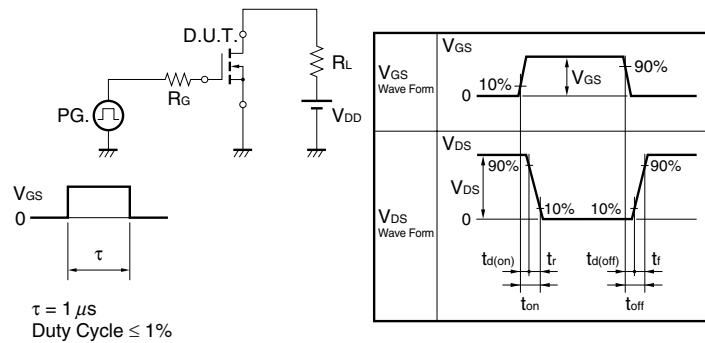 D.U.T.
RL
RG
PG.
VDD
VGS
0
τ
τ = 1 μs
Duty Cycle ≤ 1%
VGS
Wave Form
VGS
10%
VGS
90%
0
VDS
Wave Form
VDS
90%
90%
VDS
10%
10%
0
td(on)
tr
td(off)
tf
ton
toff